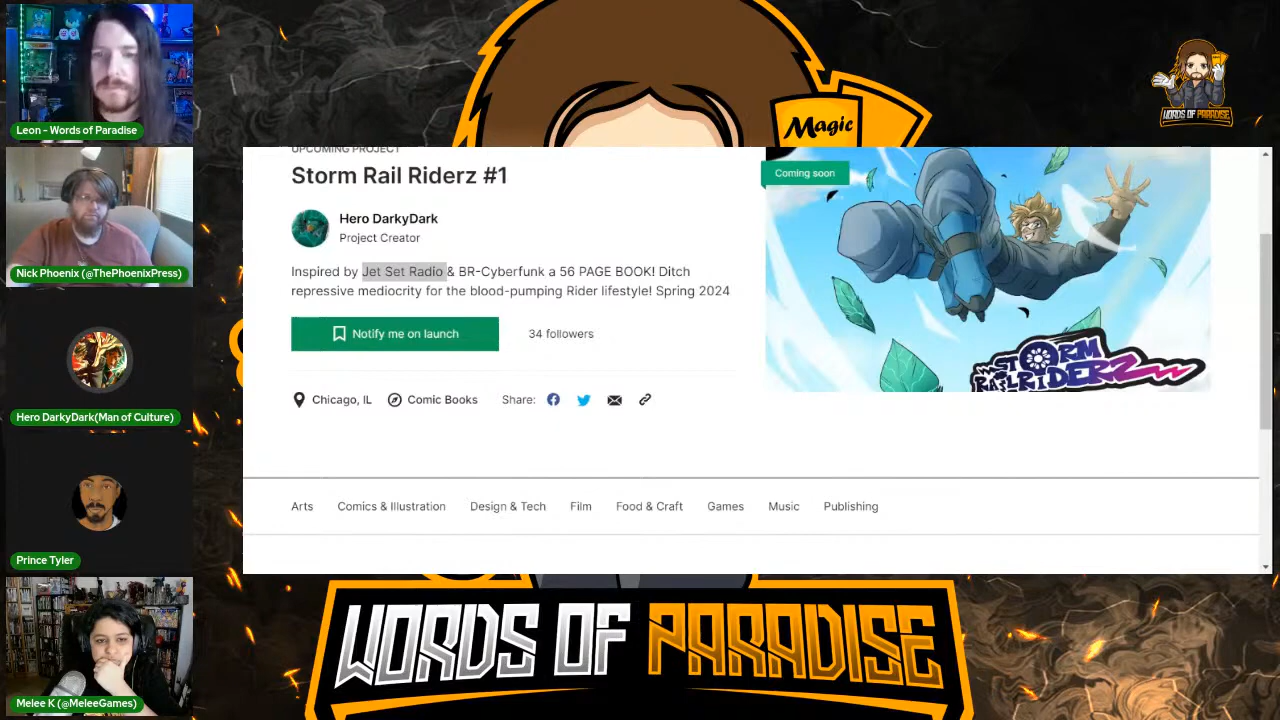 Leon - Words of Paradise
Nick Phoenix (@ThePhoenixPress)
Hero DarkyDark(Man of Culture)
Prince Tyler
Melee K (@MeleeGames)
Magic
WORDS OF PARADISE
UPCOMING PROJECT
Storm Rail Riderz #1
Hero DarkyDark
Project Creator
Inspired by Jet Set Radio & BR-Cyberfunk a 56 PAGE BOOK! Ditch
repressive mediocrity for the blood-pumping Rider lifestyle! Spring 2024
Notify me on launch
34 followers
Chicago, IL
Comic Books
Share:
Coming soon
STORM
RAILRIDERZ
Arts Comics & Illustration Design & Tech Film Food & Craft Games Music Publishing
WORDS OF PARADISE